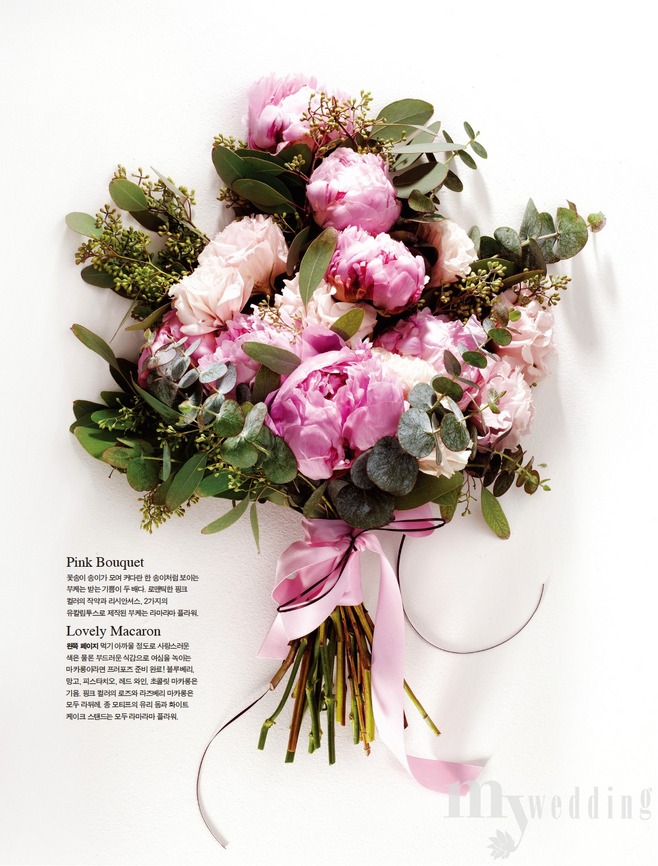 Pink Bouquet
꽃송이 송이가 모여 커다란 한 송이처럼 보이는
부케는 받는 기쁨이 두 배다. 로맨틱한 핑크
컬러의 작약과 리시안서스, 2가지의
유칼립투스로 제작된 부케는 라마라마 플라워.
Lovely Macaron
왼쪽 페이지 먹기 아까울 정도로 사랑스러운
색은 물론 부드러운 식감으로 여심을 녹이는
마카롱이라면 프러포즈 준비 완료! 블루베리,
망고, 피스타치오, 레드 와인, 초콜릿 마카롱은
기욤. 핑크 컬러의 로즈와 라즈베리 마카롱은
모두 라뒤레. 종 모티프의 유리 돔과 화이트
케이크 스탠드는 모두 라마라마 플라워.
my wedding